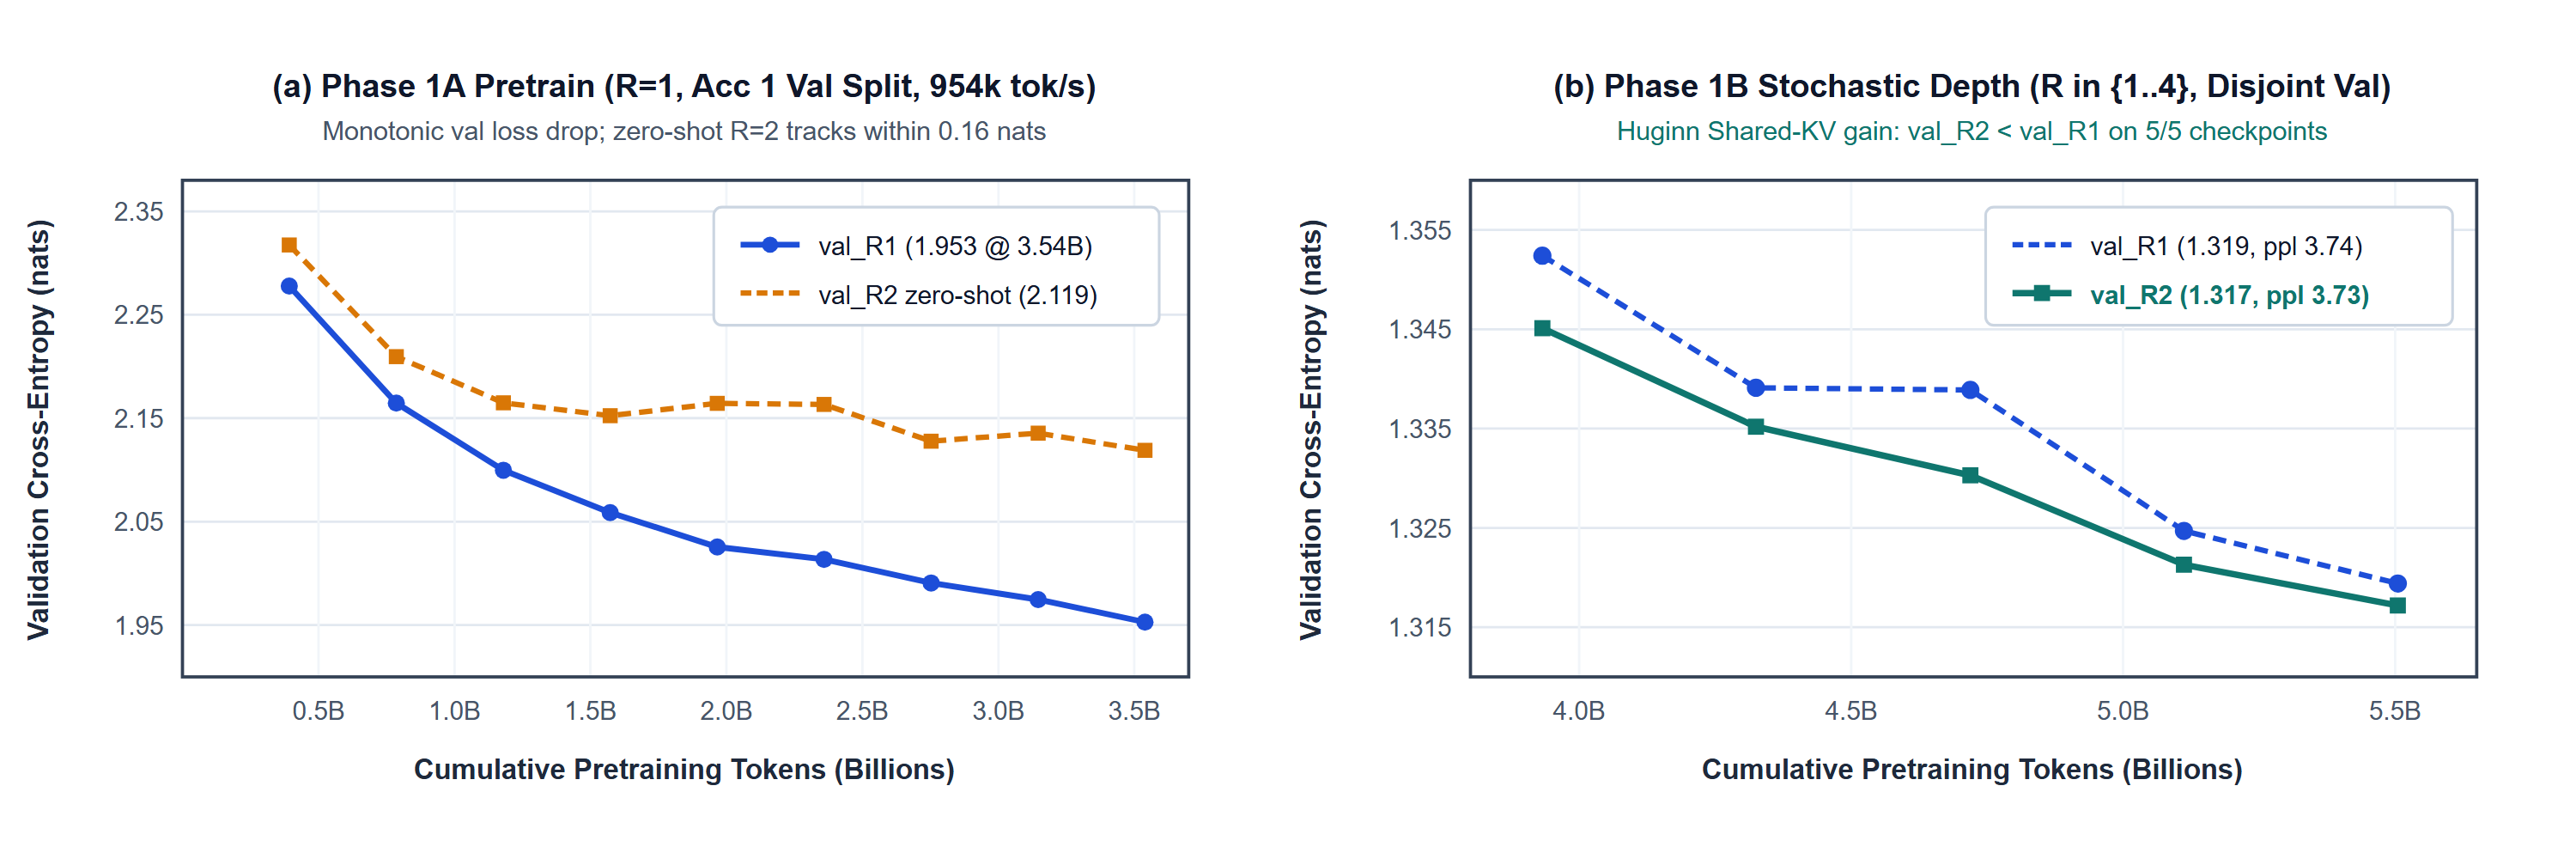 (a) Phase 1A Pretrain (R=1, Acc 1 Val Split, 954k tok/s)
Monotonic val loss drop; zero-shot R=2 tracks within 0.16 nats
Validation Cross-Entropy (nats)
2.35
2.25
2.15
2.05
1.95
val_R1 (1.953 @ 3.54B)
val_R2 zero-shot (2.119)
0.5B
1.0B
1.5B
2.0B
2.5B
3.0B
3.5B
Cumulative Pretraining Tokens (Billions)
(b) Phase 1B Stochastic Depth (R in {1..4}, Disjoint Val)
Huginn Shared-KV gain: val_R2 < val_R1 on 5/5 checkpoints
Validation Cross-Entropy (nats)
1.355
1.345
1.335
1.325
1.315
val_R1 (1.319, ppl 3.74)
val_R2 (1.317, ppl 3.73)
4.0B
4.5B
5.0B
5.5B
Cumulative Pretraining Tokens (Billions)